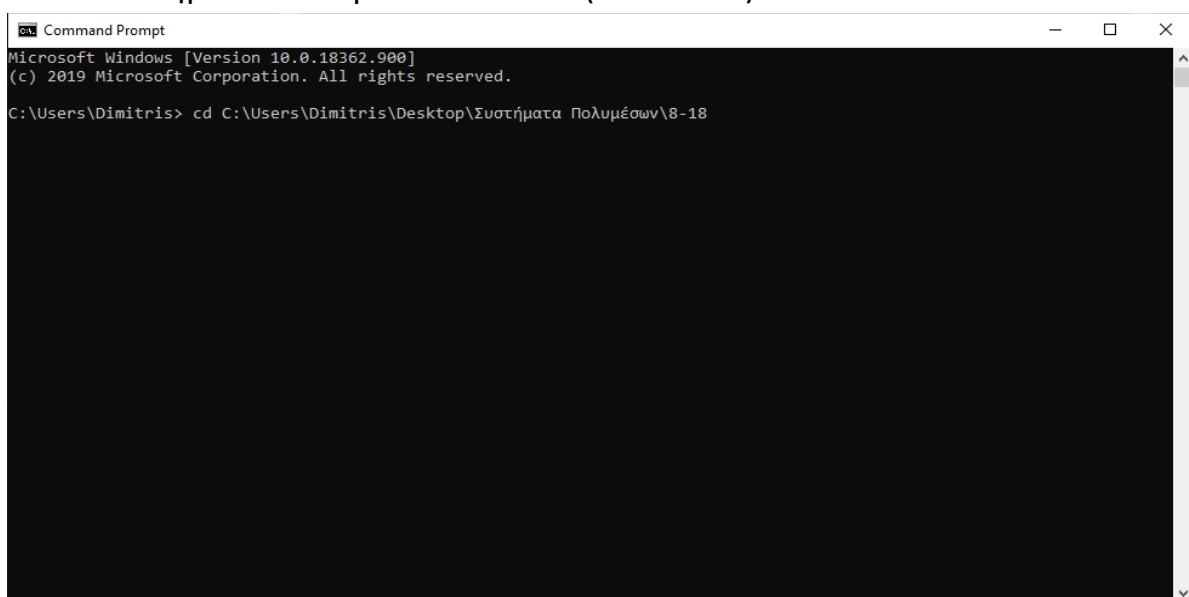 Command Prompt
Microsoft Windows [Version 10.0.18362.900]
(c) 2019 Microsoft Corporation. All rights reserved.
C:\Users\Dimitris> cd C:\Users\Dimitris\Desktop\Συστήματα Πολυμέσων\8-18